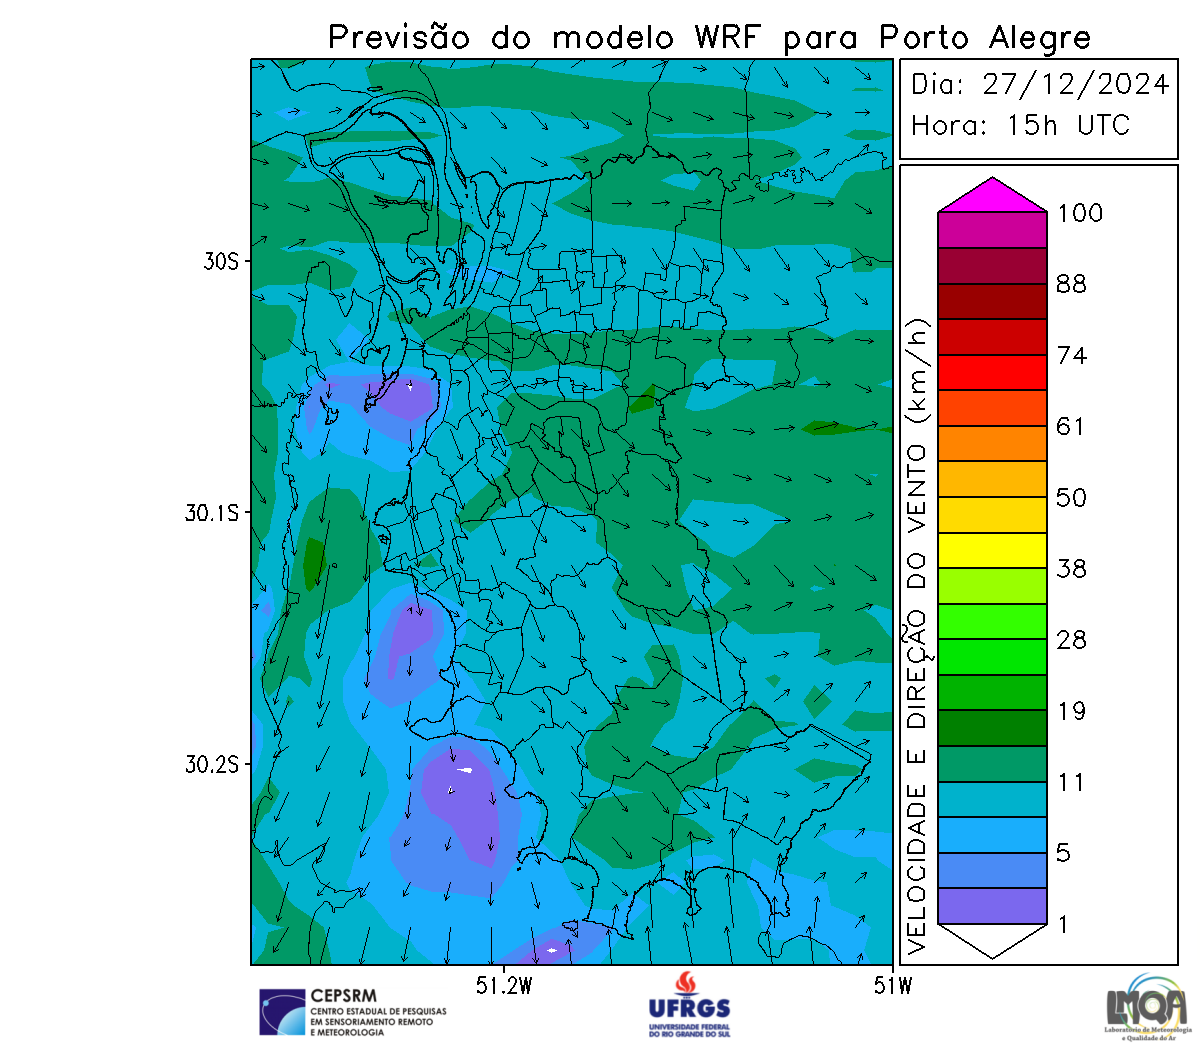 Previsão do modelo WRF para Porto Alegre
Dia: 27/12/2024
Hora: 15h UTC
30S
30.1S
30.2S
51.2W
51W
VELOCIDADE E DIREÇÃO DO VENTO (km/h)
100
88
74
61
50
38
28
19
11
5
1
CEPSRM
CENTRO ESTADUAL DE PESQUISAS
EM SENSORIAMENTO REMOTO
E METEOROLOGIA
UFRGS
UNIVERSIDADE FEDERAL
DO RIO GRANDE DO SUL
LMQA
Laboratório de Meteorologia
e Qualidade do Ar